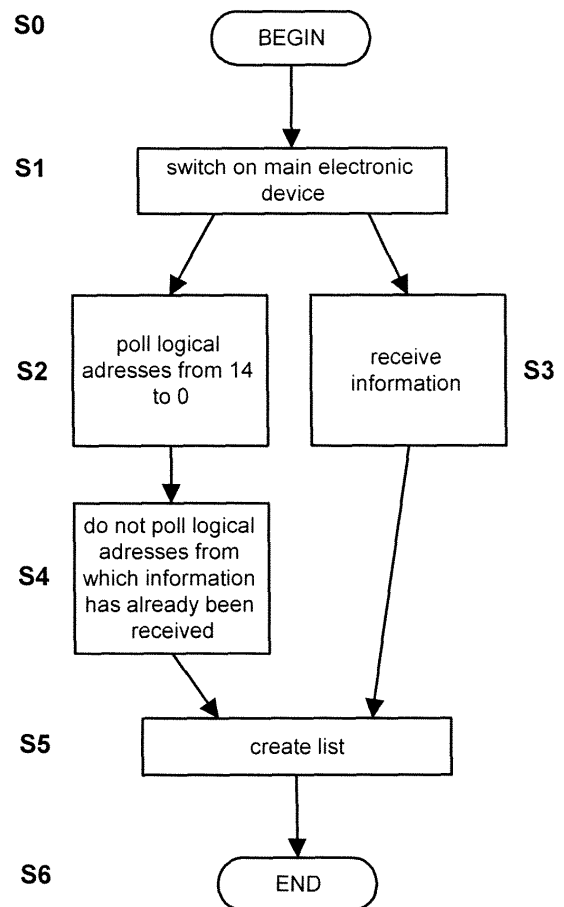 S0
BEGIN
S1
switch on main electronic
device
S2
poll logical
adresses from 14
to 0
receive
information
S3
S4
do not poll logical
adresses from
which information
has already been
received
S5
create list
S6
END